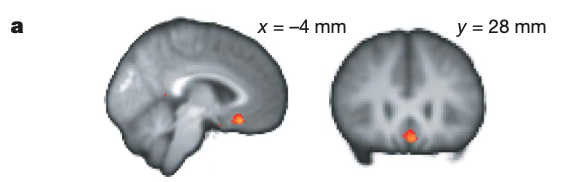 a
x = –4 mm
y = 28 mm